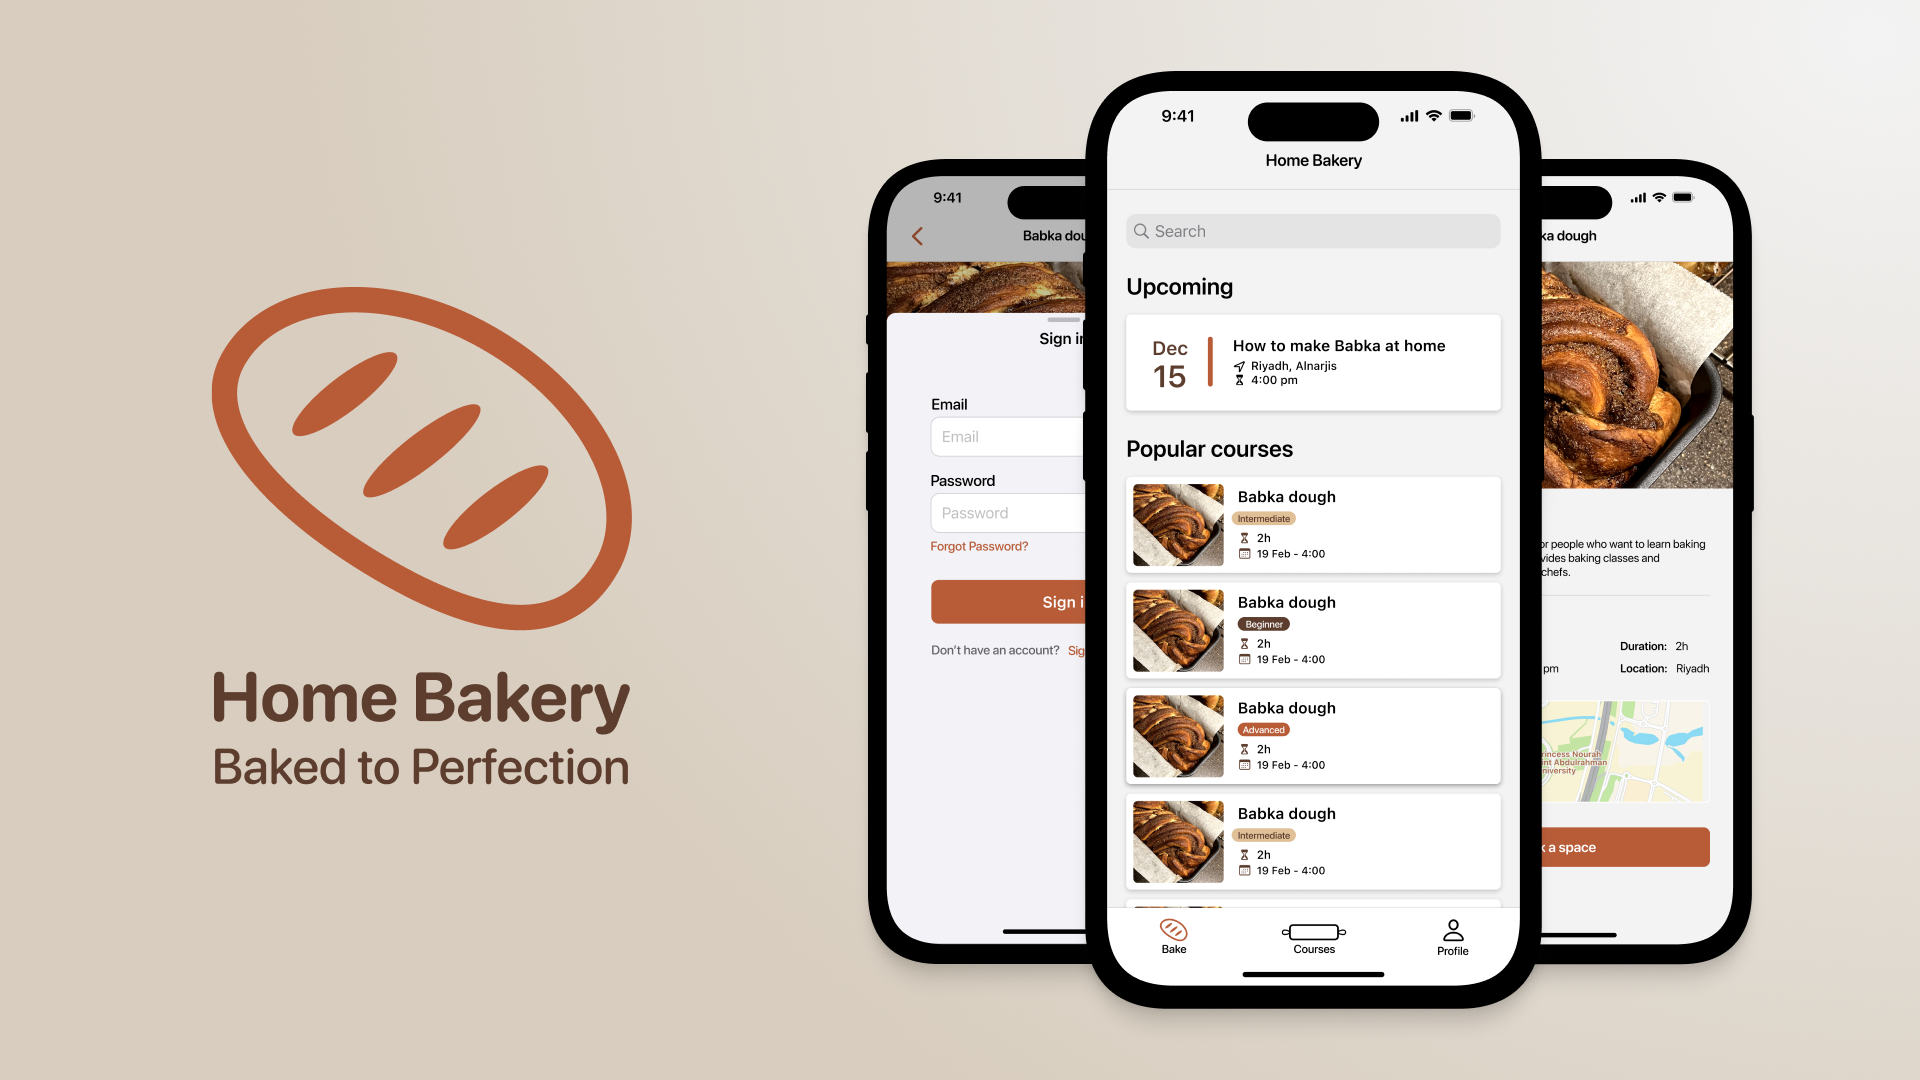 Home Bakery
Baked to Perfection
9:41
Babka dou
Sign in
Email
Email
Password
Password
Forgot Password?
Sign i
Don't have an account? Sig
9:41
Home Bakery
Search
Upcoming
Dec
15
How to make Babka at home
Riyadh, Alnarjis
4:00 pm
Popular courses
Babka dough
Intermediate
2h
19 Feb - 4:00
Babka dough
Beginner
2h
19 Feb - 4:00
Babka dough
Advanced
2h
19 Feb - 4:00
Babka dough
Intermediate
2h
19 Feb - 4:00
Bake
Courses
Profile
ka dough
or people who want to learn baking
vides baking classes and
chefs.
Duration: 2h
pm
Location: Riyadh
rincess Nourah
int Abdulrahman
niversity
k a space